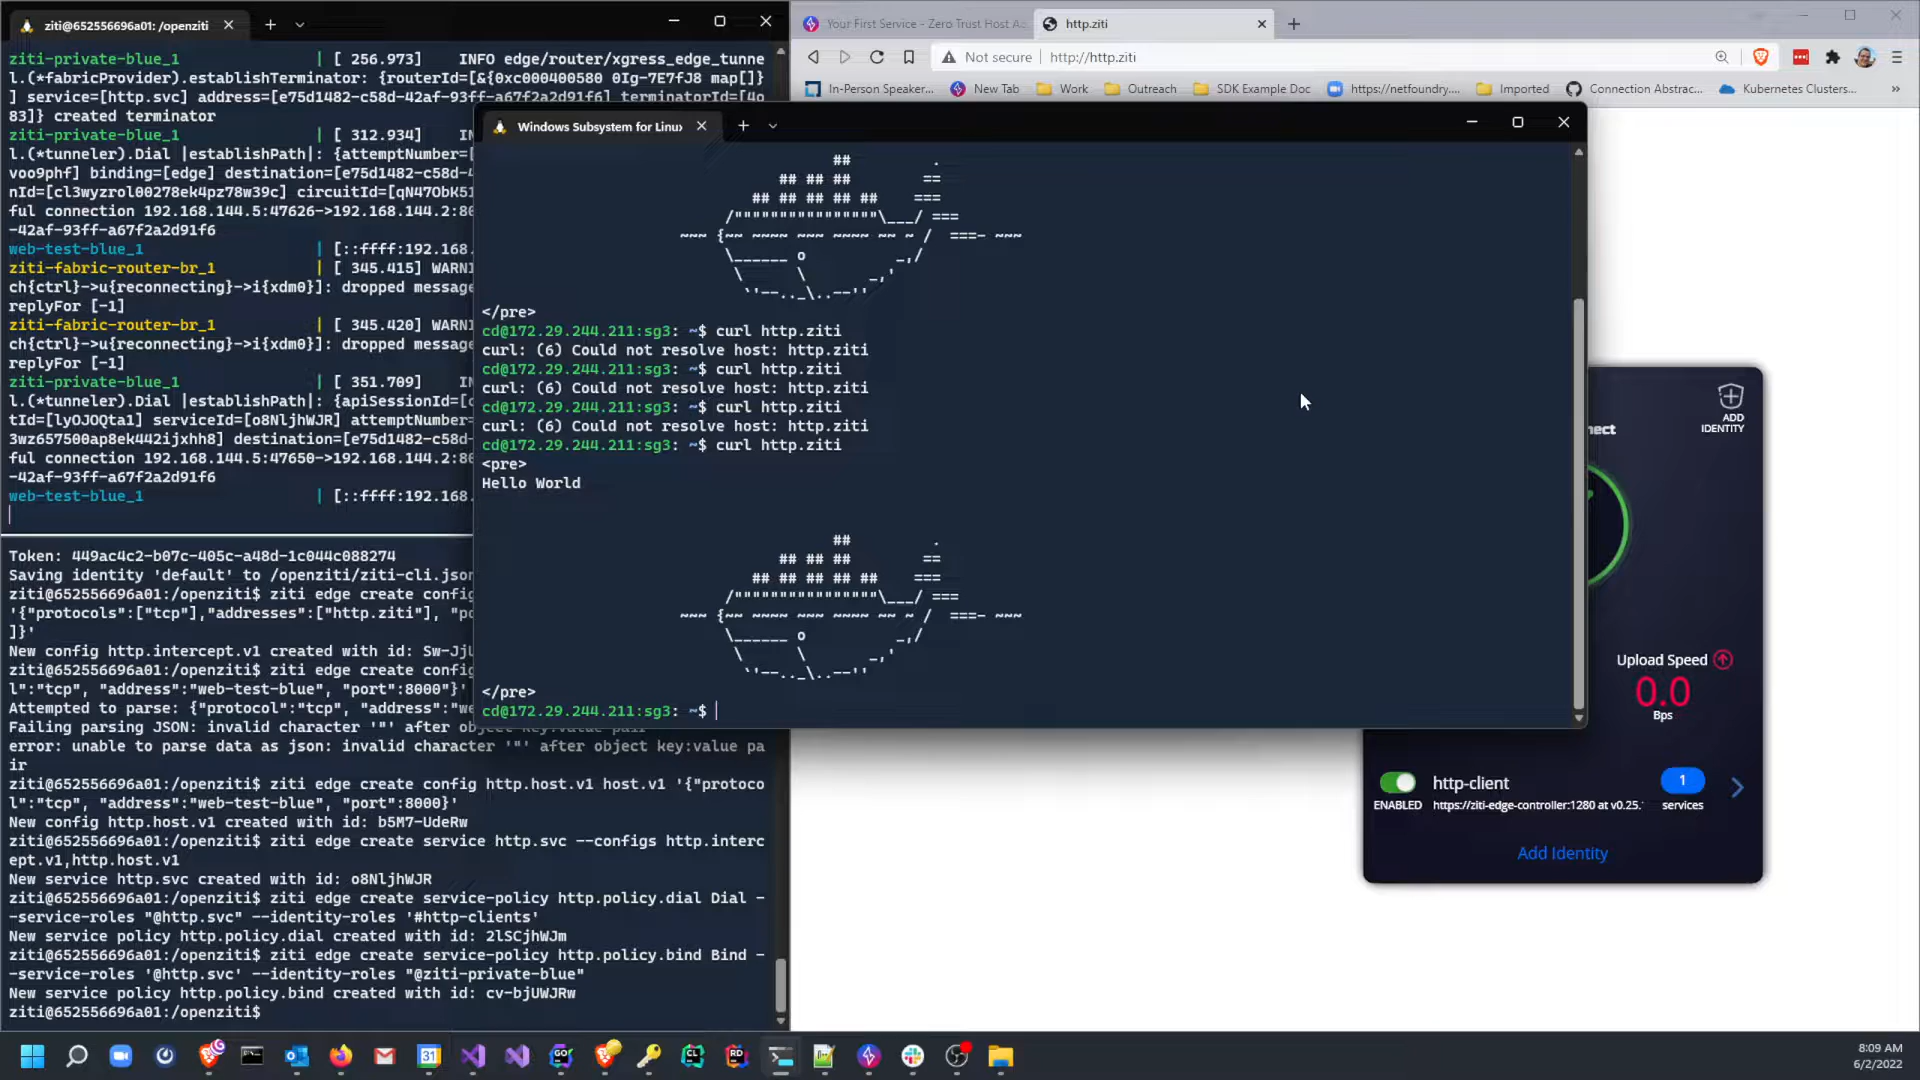 ziti@652556696a01: /openziti
ziti-private-blue_1 | [ 256.973] INFO edge/router/xgress_edge_tunne
l.(*fabricProvider).establishTerminator: {routerId=[&{0xc000400580 0Ig-7E7fJ8 map[]}
] service=[http.svc] address=[e75d1482-c58d-42af-93ff-a67f2a2d91f6] terminatorId=[4o
83]} created terminator
ziti-private-blue_1 | [ 312.934] IN
l.(*tunneler).Dial |establishPath|: {attemptNumber=[
voo9phf] binding=[edge] destination=[e75d1482-c58d-4
nId=[cl3wyzrol00278ek4pz78w39c] circuitId=[qN47ObK51
ful connection 192.168.144.5:47626->192.168.144.2:80
-42af-93ff-a67f2a2d91f6
web-test-blue_1 | [::ffff:192.168.
ziti-fabric-router-br_1 | [ 345.415] WARNI
ch{ctrl}->u{reconnecting}->i{xdm0}]: dropped message
replyFor [-1]
ziti-fabric-router-br_1 | [ 345.420] WARNI
ch{ctrl}->u{reconnecting}->i{xdm0}]: dropped message
replyFor [-1]
ziti-private-blue_1 | [ 351.709] IN
l.(*tunneler).Dial |establishPath|: {apiSessionId=[c
tId=[lyOJOQta1] serviceId=[o8NljhWJR] attemptNumber=
3wz657500ap8ek442ijxhh8] destination=[e75d1482-c58d-
ful connection 192.168.144.5:47650->192.168.144.2:80
-42af-93ff-a67f2a2d91f6
web-test-blue_1 | [::ffff:192.168.
Token: 449ac4c2-b07c-405c-a48d-1c044c088274
Saving identity 'default' to /openziti/ziti-cli.json
ziti@652556696a01:/openziti$ ziti edge create config
'{"protocols":["tcp"],"addresses":["http.ziti"], "po
]}'
New config http.intercept.v1 created with id: Sw-JjU
ziti@652556696a01:/openziti$ ziti edge create config
l":"tcp", "address":"web-test-blue", "port":8000"}'
Attempted to parse: {"protocol":"tcp", "address":"we
Failing parsing JSON: invalid character '"' after object key:value pair
error: unable to parse data as json: invalid character '"' after object key:value pa
ir
ziti@652556696a01:/openziti$ ziti edge create config http.host.v1 host.v1 '{"protoco
l":"tcp", "address":"web-test-blue", "port":8000}'
New config http.host.v1 created with id: b5M7-UdeRw
ziti@652556696a01:/openziti$ ziti edge create service http.svc --configs http.interc
ept.v1,http.host.v1
New service http.svc created with id: o8NljhWJR
ziti@652556696a01:/openziti$ ziti edge create service-policy http.policy.dial Dial -
-service-roles "@http.svc" --identity-roles '#http-clients'
New service policy http.policy.dial created with id: 2lSCjhWJm
ziti@652556696a01:/openziti$ ziti edge create service-policy http.policy.bind Bind -
-service-roles '@http.svc' --identity-roles "@ziti-private-blue"
New service policy http.policy.bind created with id: cv-bjUWJRw
ziti@652556696a01:/openziti$
Windows Subsystem for Linux
                    ##         .
              ## ## ##        ==
           ## ## ## ## ##    ===
        /""""""""""""""""\___/ ===
   ~~~ {~~ ~~~~ ~~~ ~~~~ ~~ ~ /  ===- ~~~
        \______ o          _,/
         \      \       _,'
          `'--.._\..--''
</pre>
cd@172.29.244.211:sg3: ~$ curl http.ziti
curl: (6) Could not resolve host: http.ziti
cd@172.29.244.211:sg3: ~$ curl http.ziti
curl: (6) Could not resolve host: http.ziti
cd@172.29.244.211:sg3: ~$ curl http.ziti
curl: (6) Could not resolve host: http.ziti
cd@172.29.244.211:sg3: ~$ curl http.ziti
<pre>
Hello World
                    ##         .
              ## ## ##        ==
           ## ## ## ## ##    ===
        /""""""""""""""""\___/ ===
   ~~~ {~~ ~~~~ ~~~ ~~~~ ~~ ~ /  ===- ~~~
        \______ o          _,/
         \      \       _,'
          `'--.._\..--''
</pre>
cd@172.29.244.211:sg3: ~$
Your First Service - Zero Trust Host A
http.ziti
Not secure | http://http.ziti
In-Person Speaker... New Tab Work Outreach SDK Example Doc https://netfoundry.... Imported Connection Abstrac... Kubernetes Clusters... »
ADD
IDENTITY
nect
Upload Speed
0.0
Bps
http-client
1
ENABLED
https://ziti-edge-controller:1280 at v0.25.
services
Add Identity
8:09 AM
6/2/2022